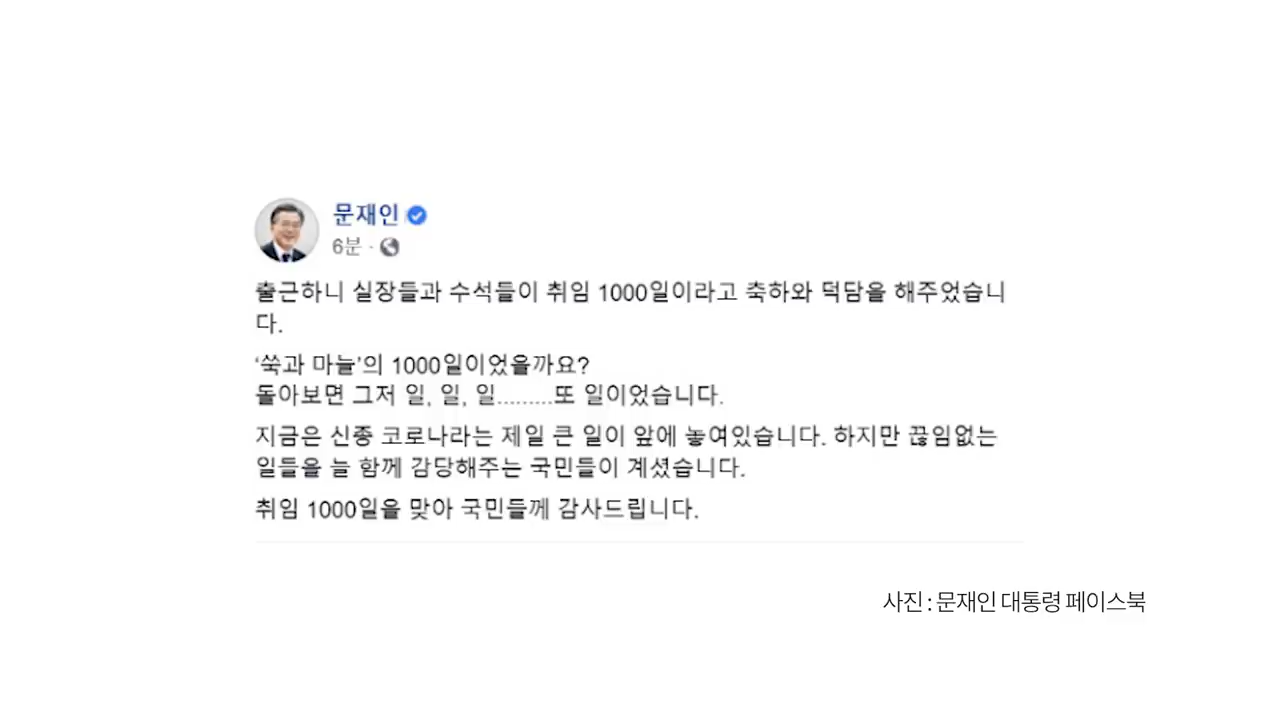 문재인
6분 ·
출근하니 실장들과 수석들이 취임 1000일이라고 축하와 덕담을 해주었습니
다.
‘쑥과 마늘’의 1000일이었을까요?
돌아보면 그저 일, 일, 일.........또 일이었습니다.
지금은 신종 코로나라는 제일 큰 일이 앞에 놓여있습니다. 하지만 끊임없는
일들을 늘 함께 감당해주는 국민들이 계셨습니다.
취임 1000일을 맞아 국민들께 감사드립니다.
사진 : 문재인 대통령 페이스북